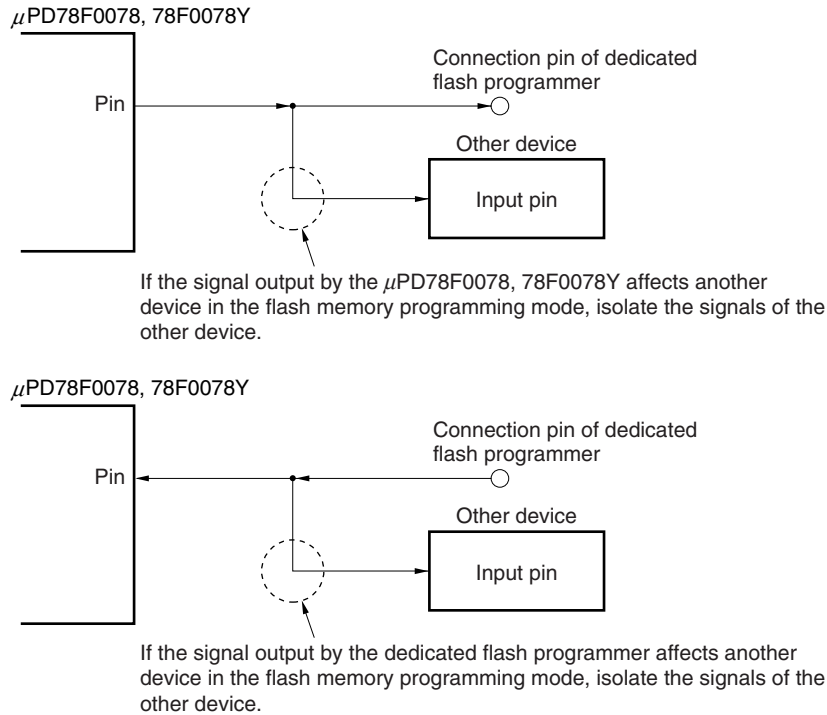 μPD78F0078, 78F0078Y
Connection pin of dedicated
flash programmer
Pin
Other device
Input pin
If the signal output by the μPD78F0078, 78F0078Y affects another
device in the flash memory programming mode, isolate the signals of the
other device.
μPD78F0078, 78F0078Y
Connection pin of dedicated
flash programmer
Pin
Other device
Input pin
If the signal output by the dedicated flash programmer affects another
device in the flash memory programming mode, isolate the signals of the
other device.